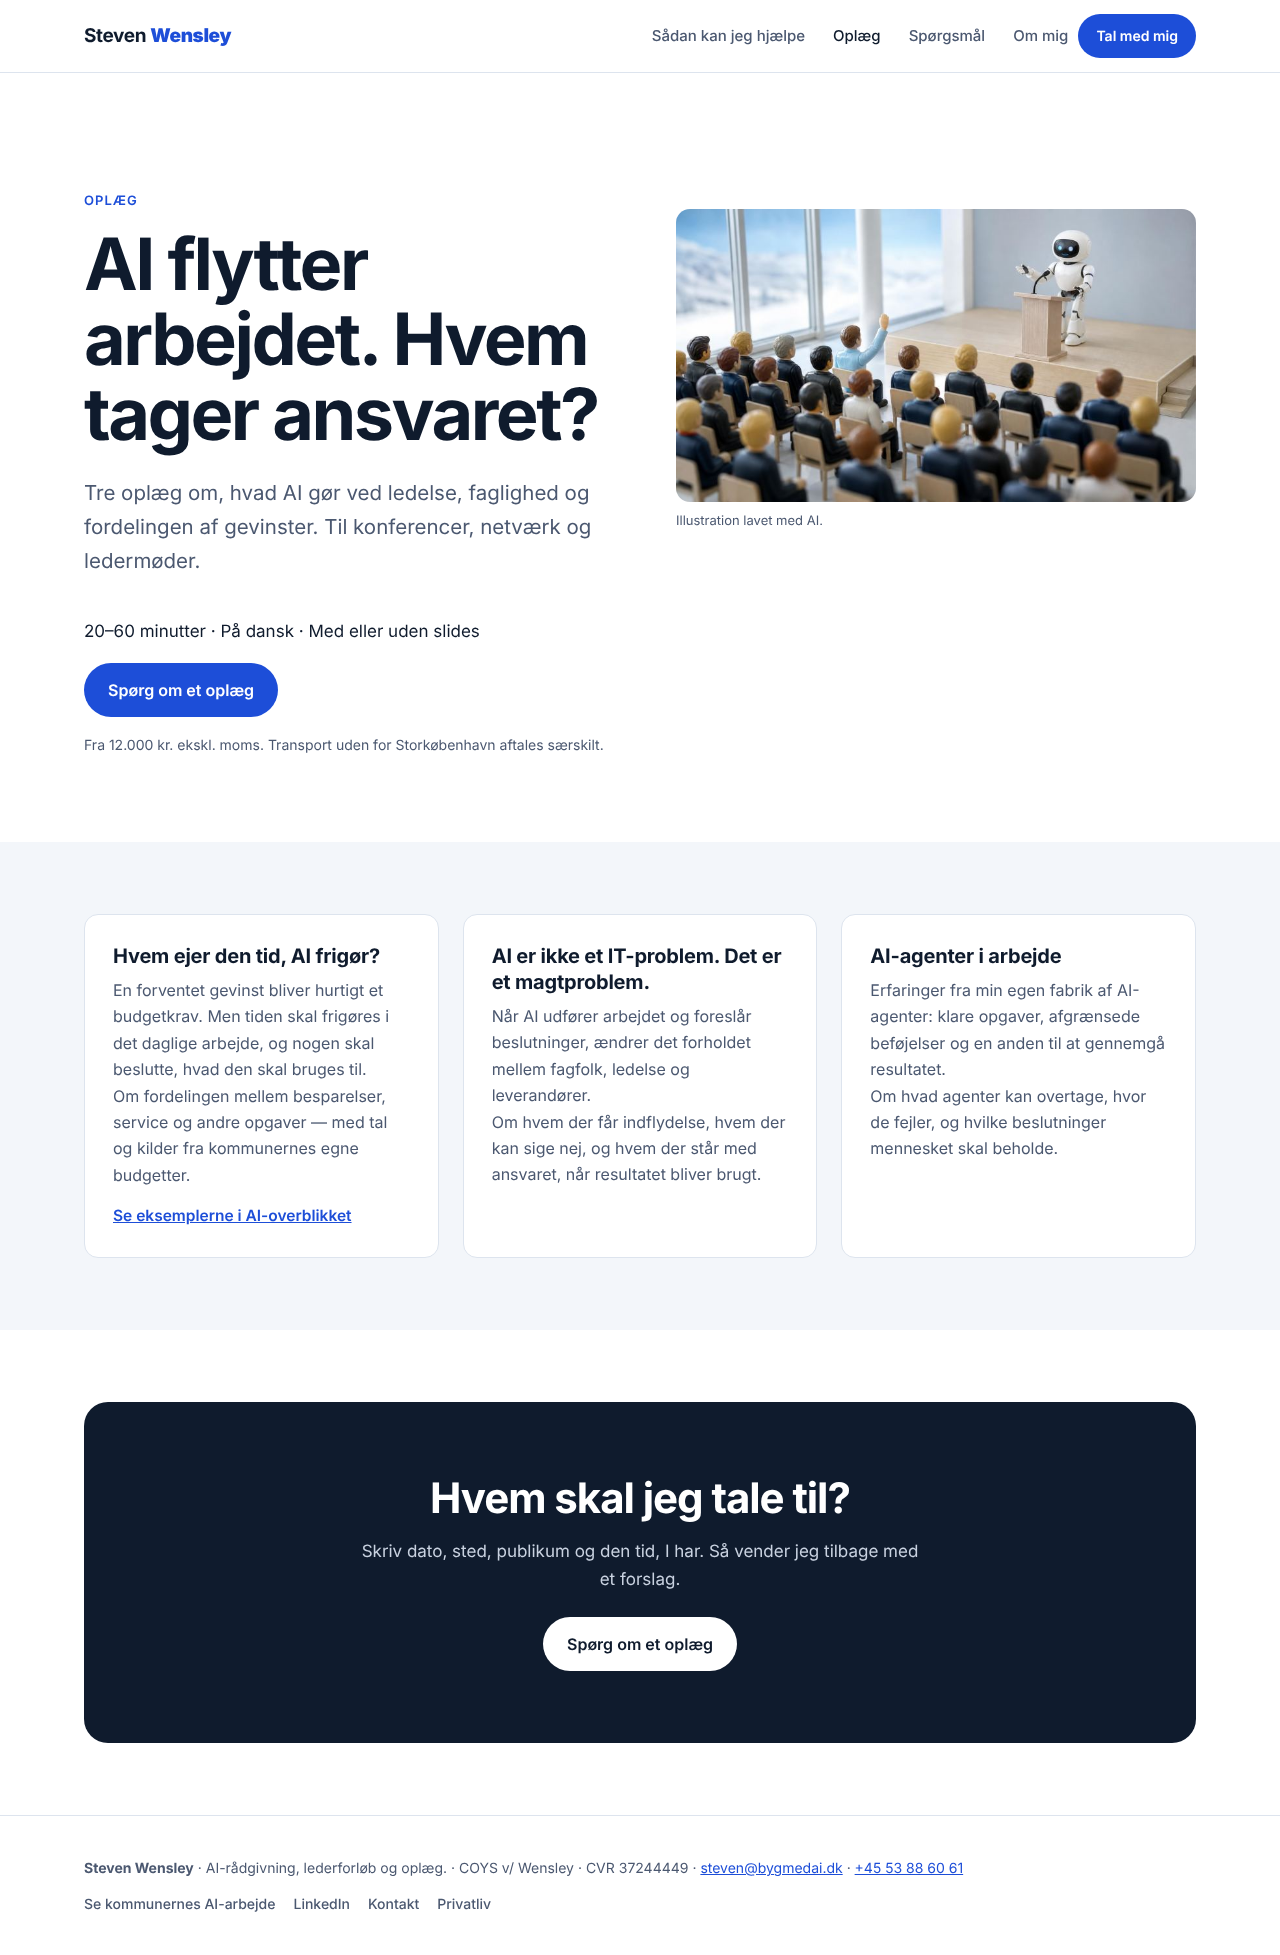 Steven Wensley
Sådan kan jeg hjælpe
Oplæg
Spørgsmål
Om mig
Tal med mig
OPLÆG
AI flytter
arbejdet. Hvem
tager ansvaret?
Tre oplæg om, hvad AI gør ved ledelse, faglighed og
fordelingen af gevinster. Til konferencer, netværk og
ledermøder.
20–60 minutter · På dansk · Med eller uden slides
Spørg om et oplæg
Fra 12.000 kr. ekskl. moms. Transport uden for Storkøbenhavn aftales særskilt.
Illustration lavet med AI.
Hvem ejer den tid, AI frigør?
En forventet gevinst bliver hurtigt et
budgetkrav. Men tiden skal frigøres i
det daglige arbejde, og nogen skal
beslutte, hvad den skal bruges til.
Om fordelingen mellem besparelser,
service og andre opgaver — med tal
og kilder fra kommunernes egne
budgetter.
Se eksemplerne i AI-overblikket
AI er ikke et IT-problem. Det er
et magtproblem.
Når AI udfører arbejdet og foreslår
beslutninger, ændrer det forholdet
mellem fagfolk, ledelse og
leverandører.
Om hvem der får indflydelse, hvem der
kan sige nej, og hvem der står med
ansvaret, når resultatet bliver brugt.
AI-agenter i arbejde
Erfaringer fra min egen fabrik af AI-
agenter: klare opgaver, afgrænsede
beføjelser og en anden til at gennemgå
resultatet.
Om hvad agenter kan overtage, hvor
de fejler, og hvilke beslutninger
mennesket skal beholde.
Hvem skal jeg tale til?
Skriv dato, sted, publikum og den tid, I har. Så vender jeg tilbage med
et forslag.
Spørg om et oplæg
Steven Wensley · AI-rådgivning, lederforløb og oplæg. · COYS v/ Wensley · CVR 37244449 · steven@bygmedai.dk · +45 53 88 60 61
Se kommunernes AI-arbejde
LinkedIn
Kontakt
Privatliv